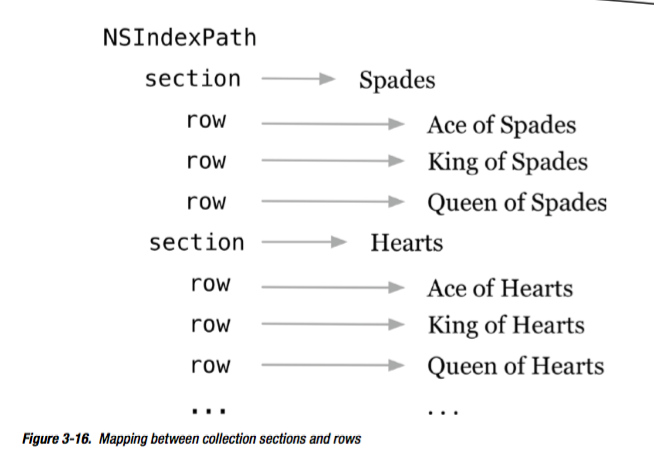 NSIndexPath
section Spades
row Ace of Spades
row King of Spades
row Queen of Spades
section Hearts
row Ace of Hearts
row King of Hearts
row Queen of Hearts
... ...
Figure 3-16. Mapping between collection sections and rows